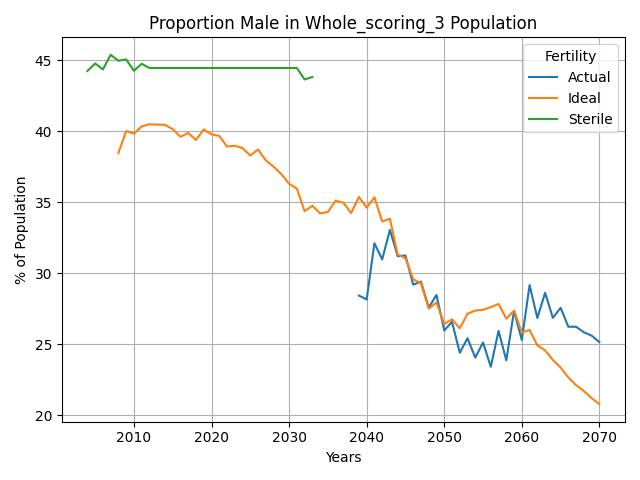 Proportion Male in Whole_scoring_3 Population
% of Population
45
40
35
30
25
20
Fertility
Actual
Ideal
Sterile
2010
2020
2030
2040
2050
2060
2070
Years